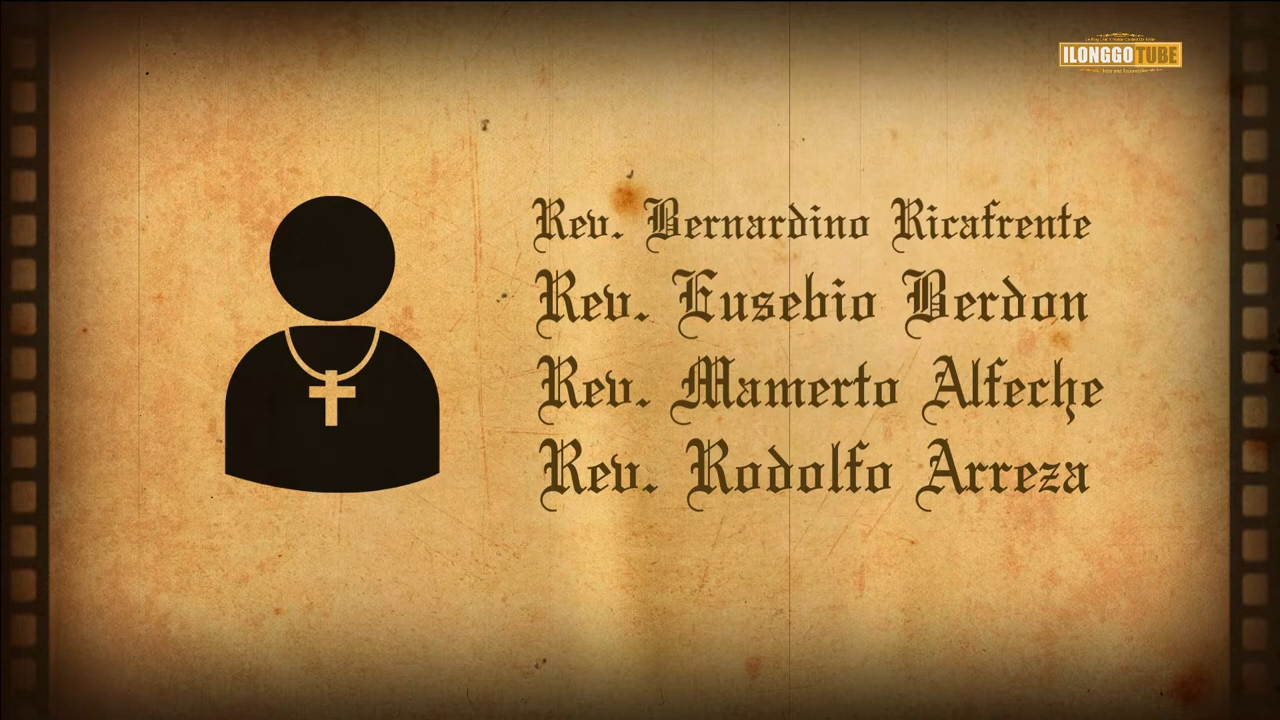 ILONGGOTUBE
Rev. Bernardino Ricafrente
Rev. Eusebio Berdon
Rev. Mamerto Alfeche
Rev. Rodolfo Arreza